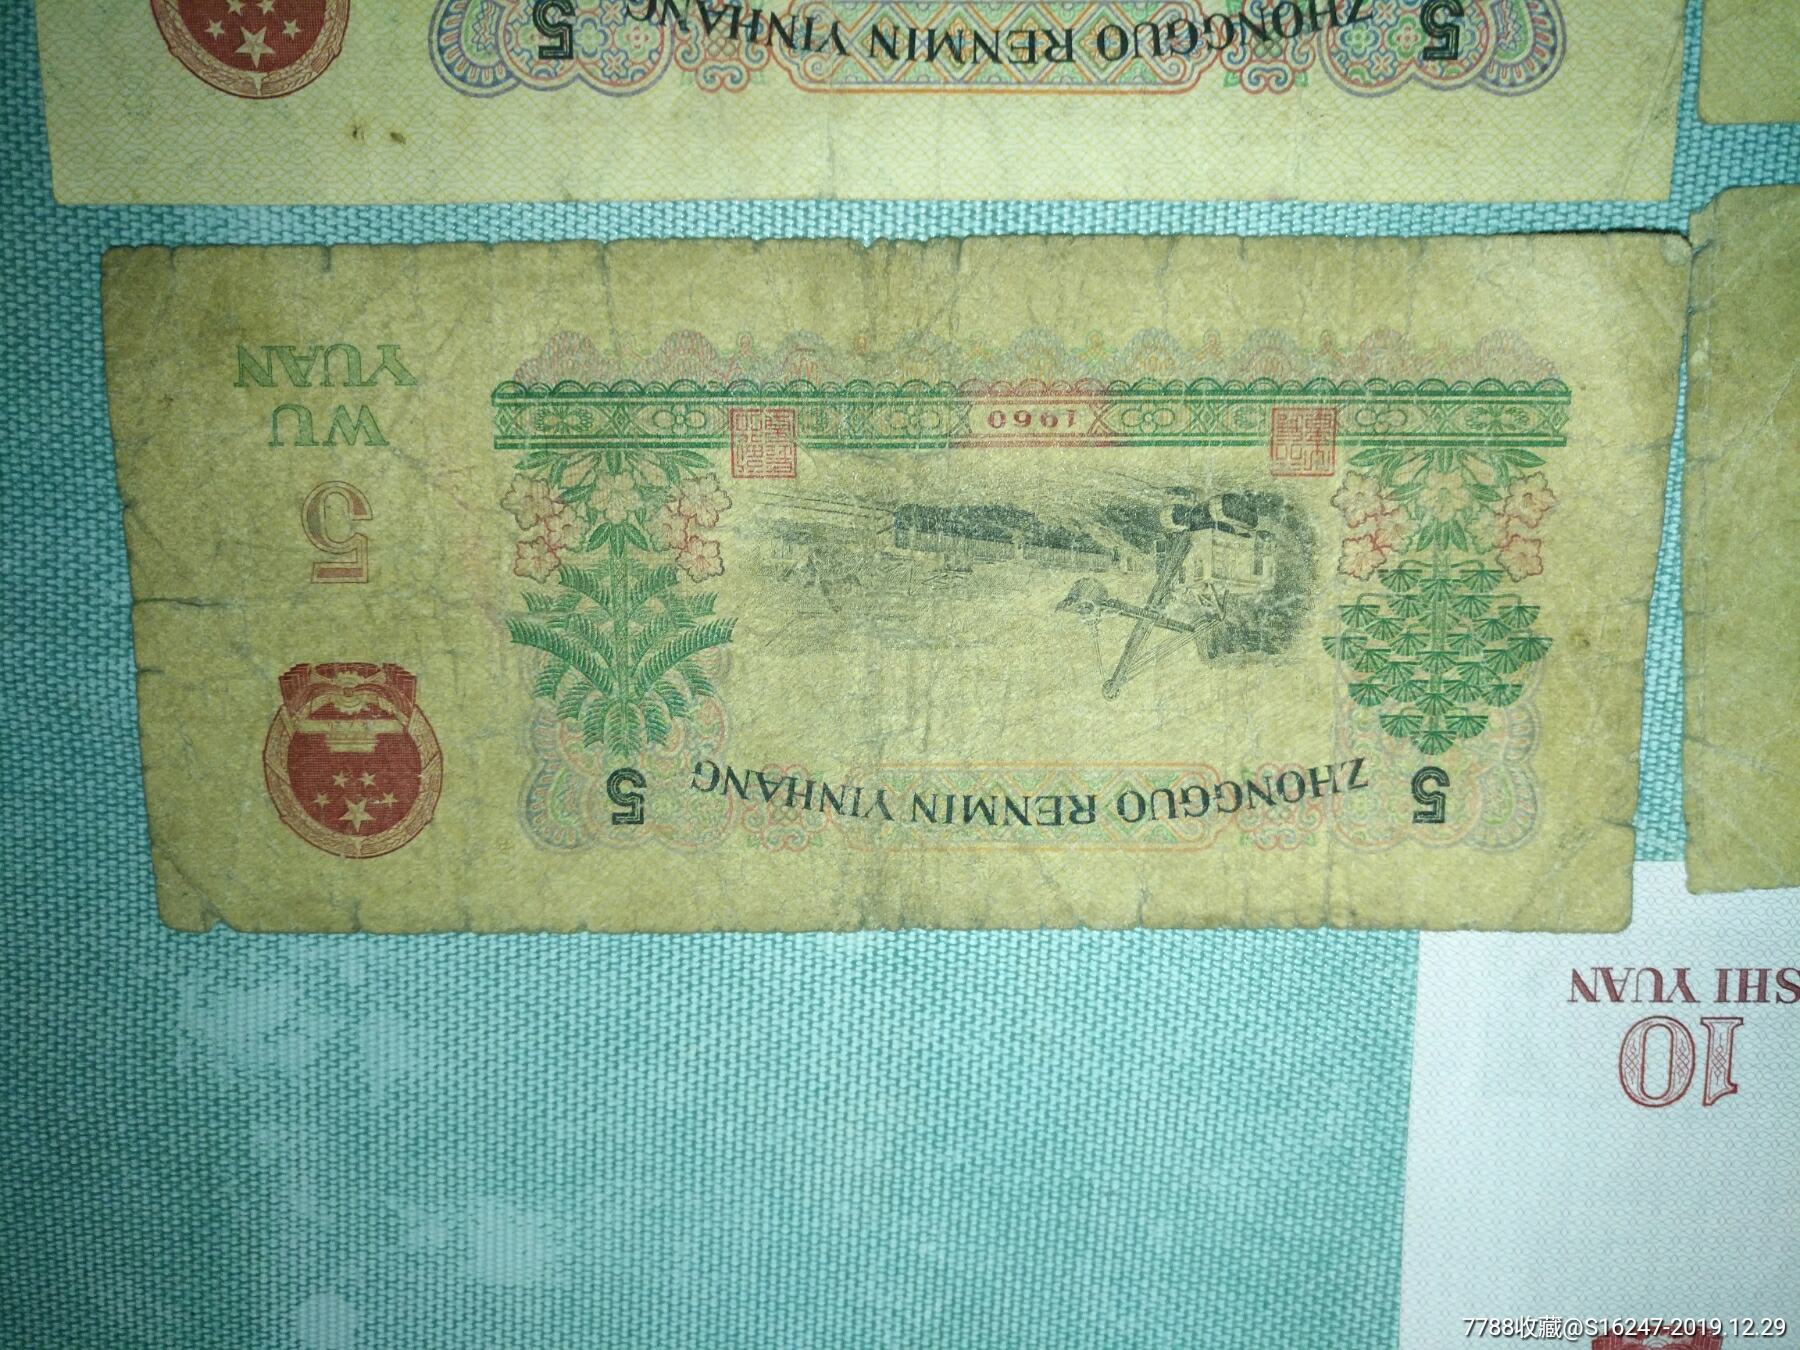 5 ZHONGGUO RENMIN YINHANG 5
YUAN
WU
5
1960
5 ZHONGGUO RENMIN YINHANG 5
SHI YUAN
10
7788收藏@S16247-2019.12.29